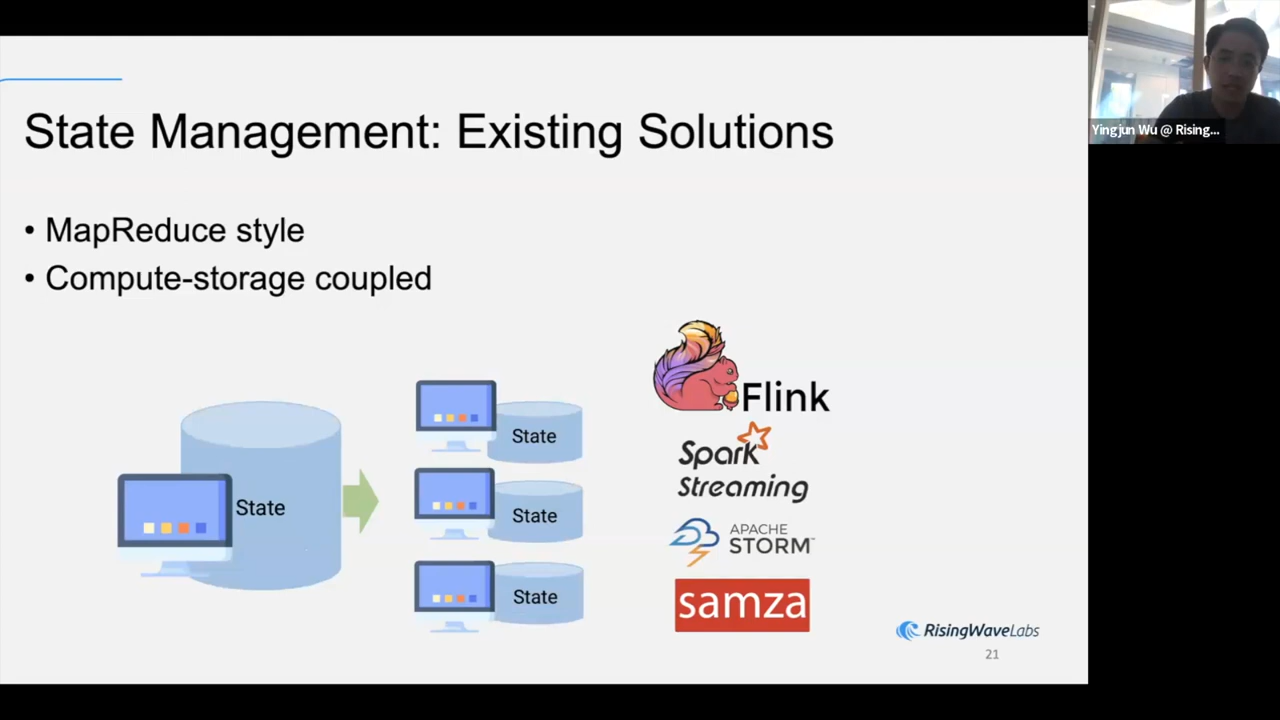 State Management: Existing Solutions
• MapReduce style
• Compute-storage coupled
State
State
State
State
Flink
Spark
Streaming
APACHE
STORM™
samza
RisingWaveLabs
21
Yingjun Wu @ Rising...